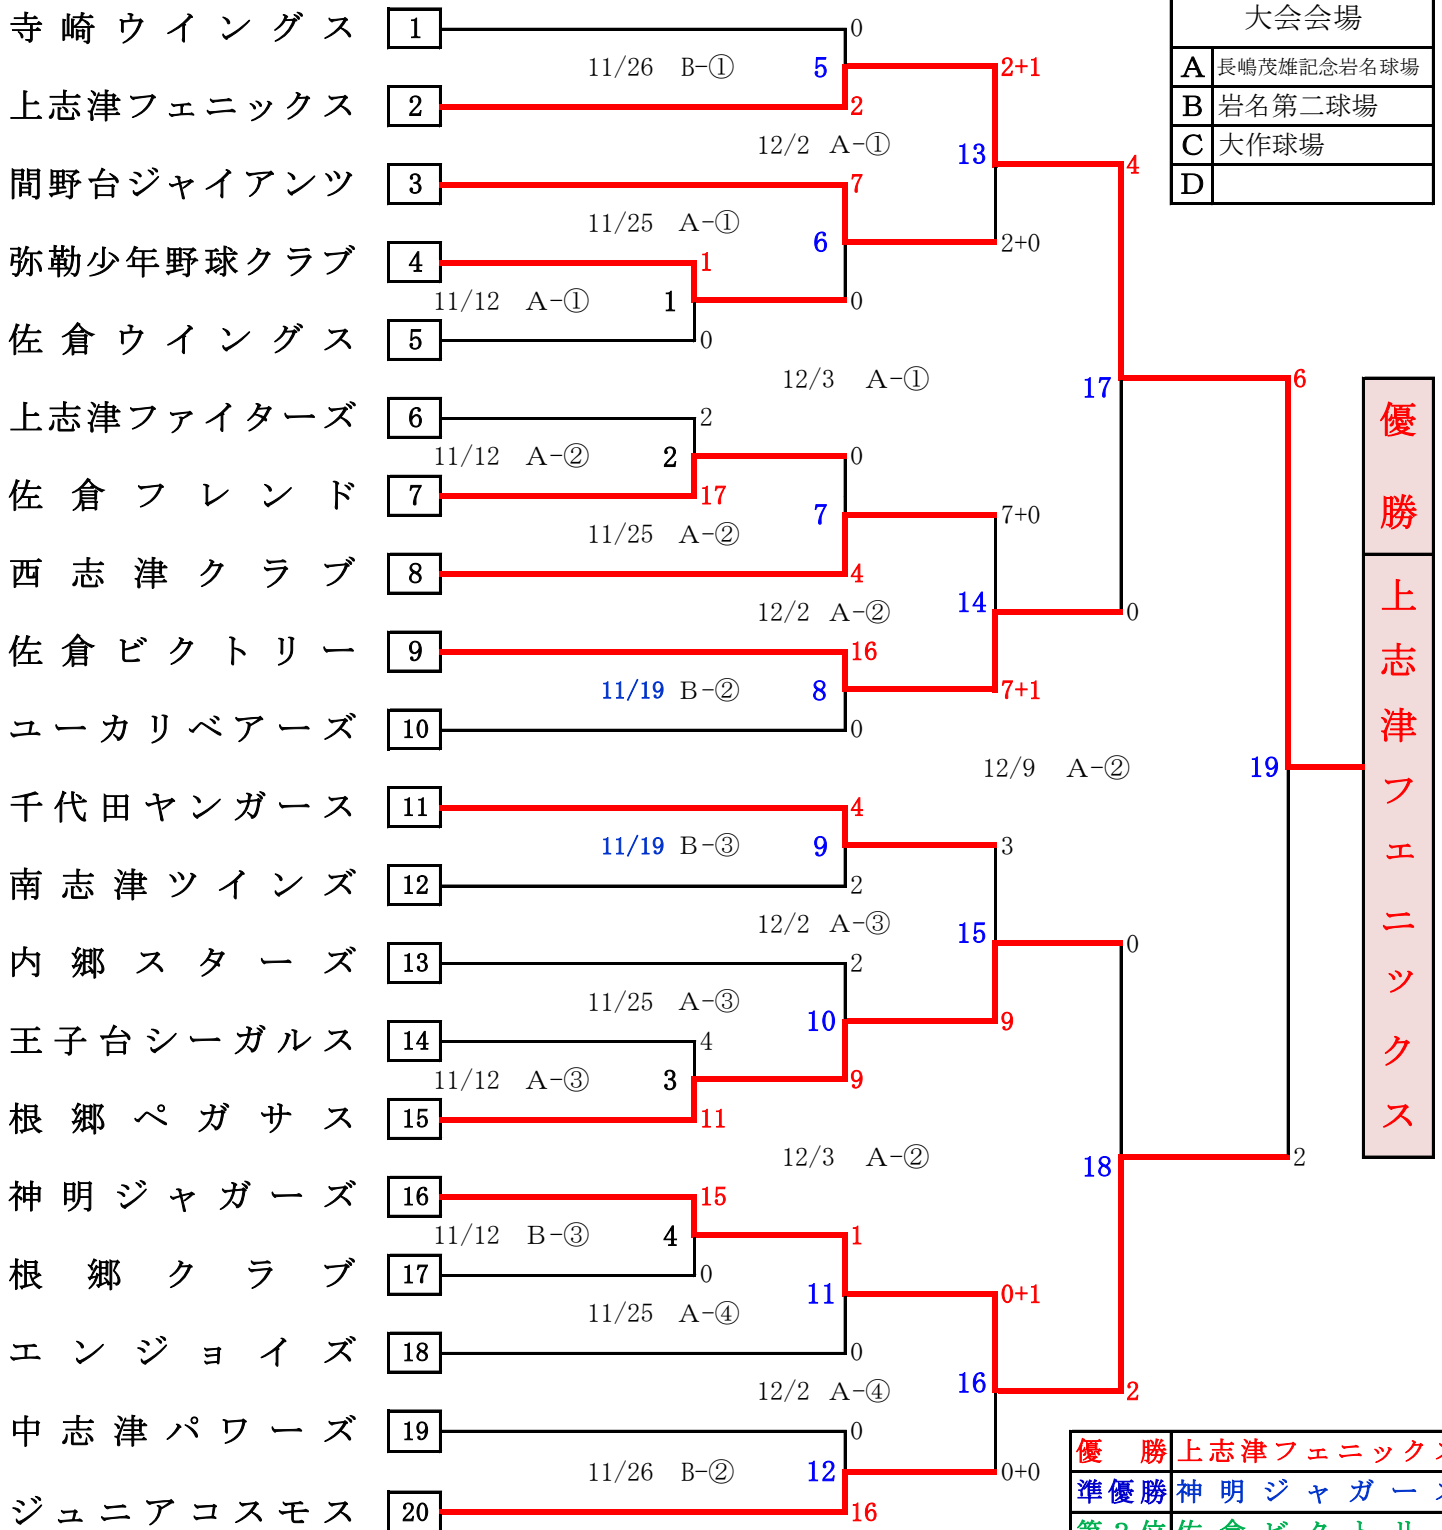 大会会場
A 長嶋茂雄記念岩名球場
B 岩名第二球場
C 大作球場
D
寺崎ウイングス 1 0
11/26 B-① 5 2+1
上志津フェニックス 2 2
12/2 A-① 13 4
間野台ジャイアンツ 3 7
11/25 A-① 6 2+0
弥勒少年野球クラブ 4 1
11/12 A-① 1 0
佐倉ウイングス 5 0
12/3 A-① 17 6
上志津ファイターズ 6 2
11/12 A-② 2 0
佐倉フレンド 7 17
11/25 A-② 7 7+0
西志津クラブ 8 4
12/2 A-② 14 0
佐倉ビクトリー 9 16
11/19 B-② 8 7+1
ユーカリベアーズ 10 0
12/9 A-② 19
千代田ヤンガース 11 4
11/19 B-③ 9 3
南志津ツインズ 12 2
12/2 A-③ 15 0
内郷スターズ 13 2
11/25 A-③ 10 9
王子台シーガルス 14 4
11/12 A-③ 3 9
根郷ペガサス 15 11
12/3 A-② 18 2
神明ジャガーズ 16 15
11/12 B-③ 4 1
根郷クラブ 17 0
11/25 A-④ 11 0+1
エンジョイズ 18 0
12/2 A-④ 16 2
中志津パワーズ 19 0
11/26 B-② 12 0+0
ジュニアコスモス 20 16
優勝
上志津フェニックス
優勝 上志津フェニックス
準優勝 神明ジャガーズ
第3位 佐倉ビクトリー